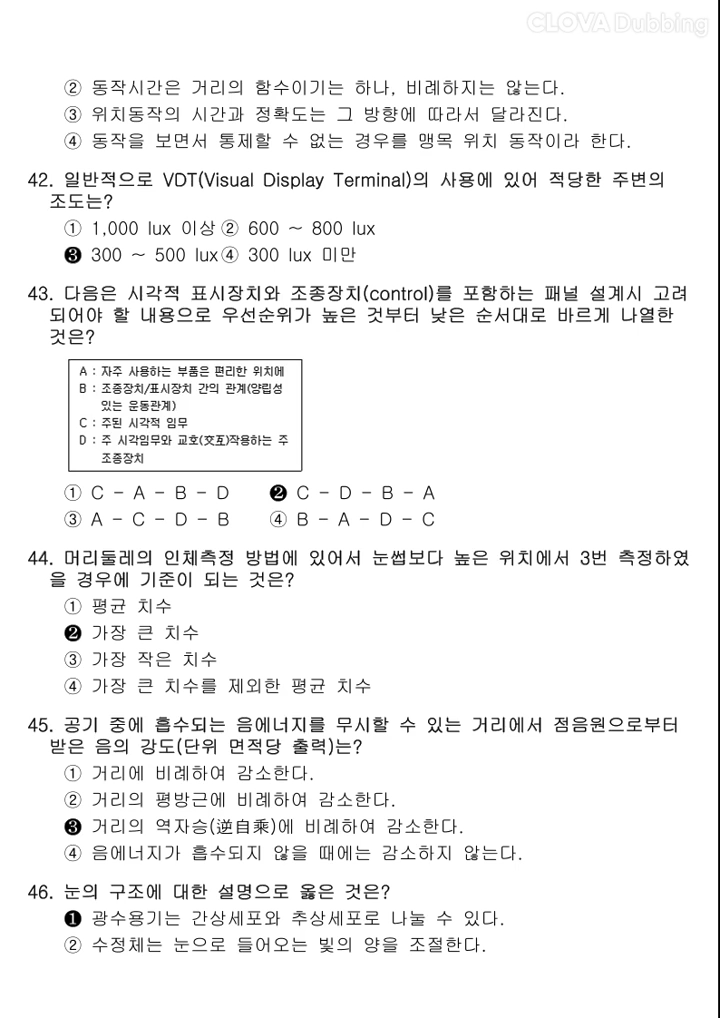 CLOVA Dubbing
② 동작시간은 거리의 함수이기는 하나, 비례하지는 않는다.
③ 위치동작의 시간과 정확도는 그 방향에 따라서 달라진다.
④ 동작을 보면서 통제할 수 없는 경우를 맹목 위치 동작이라 한다.
42. 일반적으로 VDT(Visual Display Terminal)의 사용에 있어 적당한 주변의
조도는?
① 1,000 lux 이상 ② 600 ~ 800 lux
❸ 300 ~ 500 lux ④ 300 lux 미만
43. 다음은 시각적 표시장치와 조종장치(control)를 포함하는 패널 설계시 고려
되어야 할 내용으로 우선순위가 높은 것부터 낮은 순서대로 바르게 나열한
것은?
A : 자주 사용하는 부품은 편리한 위치에
B : 조종장치/표시장치 간의 관계(양립성
있는 운동관계)
C : 주된 시각적 임무
D : 주 시각임무와 교호(交互)작용하는 주
조종장치
① C - A - B - D ❷ C - D - B - A
③ A - C - D - B ④ B - A - D - C
44. 머리둘레의 인체측정 방법에 있어서 눈썹보다 높은 위치에서 3번 측정하였
을 경우에 기준이 되는 것은?
① 평균 치수
❷ 가장 큰 치수
③ 가장 작은 치수
④ 가장 큰 치수를 제외한 평균 치수
45. 공기 중에 흡수되는 음에너지를 무시할 수 있는 거리에서 점음원으로부터
받은 음의 강도(단위 면적당 출력)는?
① 거리에 비례하여 감소한다.
② 거리의 평방근에 비례하여 감소한다.
❸ 거리의 역자승(逆自乘)에 비례하여 감소한다.
④ 음에너지가 흡수되지 않을 때에는 감소하지 않는다.
46. 눈의 구조에 대한 설명으로 옳은 것은?
❶ 광수용기는 간상세포와 추상세포로 나눌 수 있다.
② 수정체는 눈으로 들어오는 빛의 양을 조절한다.